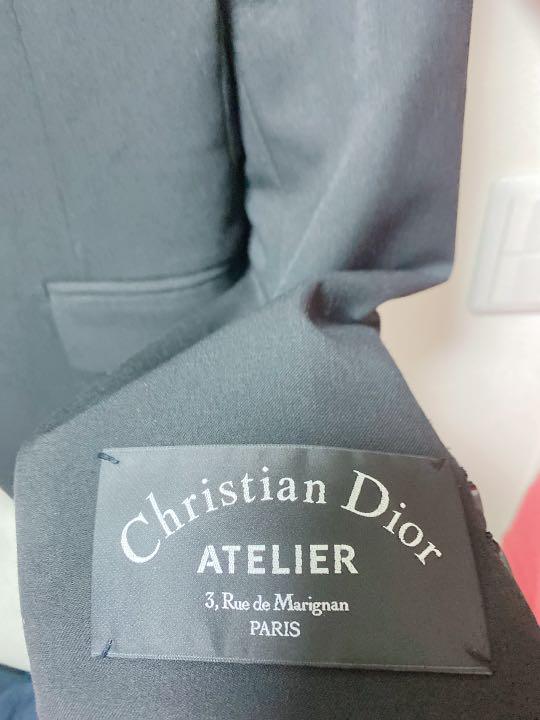 Christian Dior
ATELIER
3, Rue de Marignan
PARIS